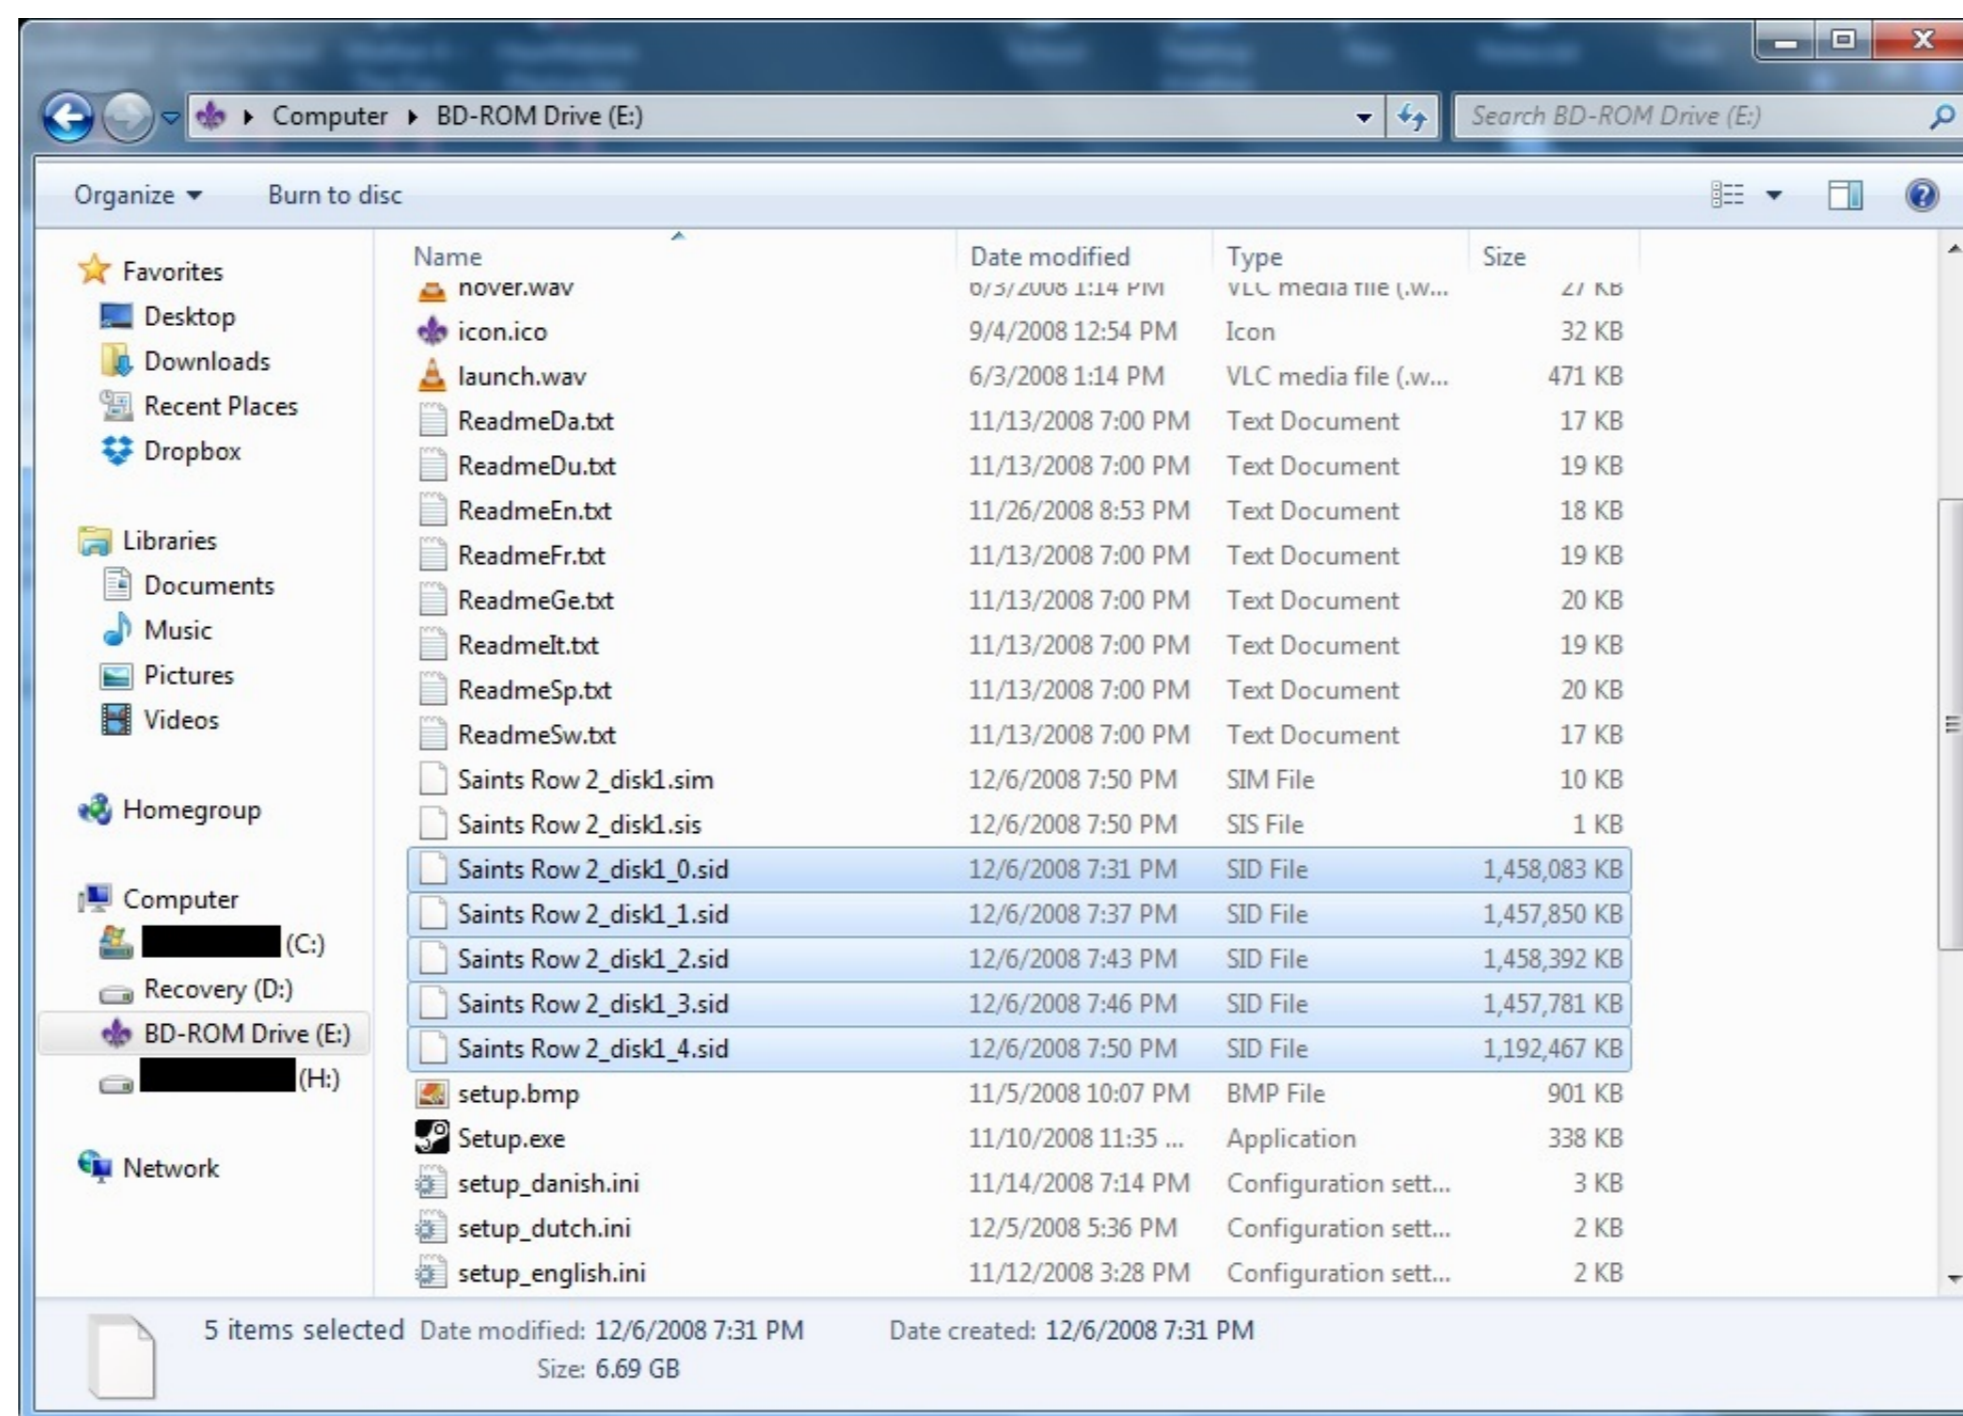 Computer BD-ROM Drive (E:) Search BD-ROM Drive (E:)
Organize Burn to disc
Name Date modified Type Size
Favorites
Desktop
Downloads
Recent Places
Dropbox
Libraries
Documents
Music
Pictures
Videos
Homegroup
Computer
(C:)
Recovery (D:)
BD-ROM Drive (E:)
(H:)
Network
hover.wav 6/3/2008 1:14 PM VLC media file (.w... 27 KB
icon.ico 9/4/2008 12:54 PM Icon 32 KB
launch.wav 6/3/2008 1:14 PM VLC media file (.w... 471 KB
ReadmeDa.txt 11/13/2008 7:00 PM Text Document 17 KB
ReadmeDu.txt 11/13/2008 7:00 PM Text Document 19 KB
ReadmeEn.txt 11/26/2008 8:53 PM Text Document 18 KB
ReadmeFr.txt 11/13/2008 7:00 PM Text Document 19 KB
ReadmeGe.txt 11/13/2008 7:00 PM Text Document 20 KB
ReadmeIt.txt 11/13/2008 7:00 PM Text Document 19 KB
ReadmeSp.txt 11/13/2008 7:00 PM Text Document 20 KB
ReadmeSw.txt 11/13/2008 7:00 PM Text Document 17 KB
Saints Row 2_disk1.sim 12/6/2008 7:50 PM SIM File 10 KB
Saints Row 2_disk1.sis 12/6/2008 7:50 PM SIS File 1 KB
Saints Row 2_disk1_0.sid 12/6/2008 7:31 PM SID File 1,458,083 KB
Saints Row 2_disk1_1.sid 12/6/2008 7:37 PM SID File 1,457,850 KB
Saints Row 2_disk1_2.sid 12/6/2008 7:43 PM SID File 1,458,392 KB
Saints Row 2_disk1_3.sid 12/6/2008 7:46 PM SID File 1,457,781 KB
Saints Row 2_disk1_4.sid 12/6/2008 7:50 PM SID File 1,192,467 KB
setup.bmp 11/5/2008 10:07 PM BMP File 901 KB
Setup.exe 11/10/2008 11:35 ... Application 338 KB
setup_danish.ini 11/14/2008 7:14 PM Configuration sett... 3 KB
setup_dutch.ini 12/5/2008 5:36 PM Configuration sett... 2 KB
setup_english.ini 11/12/2008 3:28 PM Configuration sett... 2 KB
5 items selected Date modified: 12/6/2008 7:31 PM Date created: 12/6/2008 7:31 PM
Size: 6.69 GB